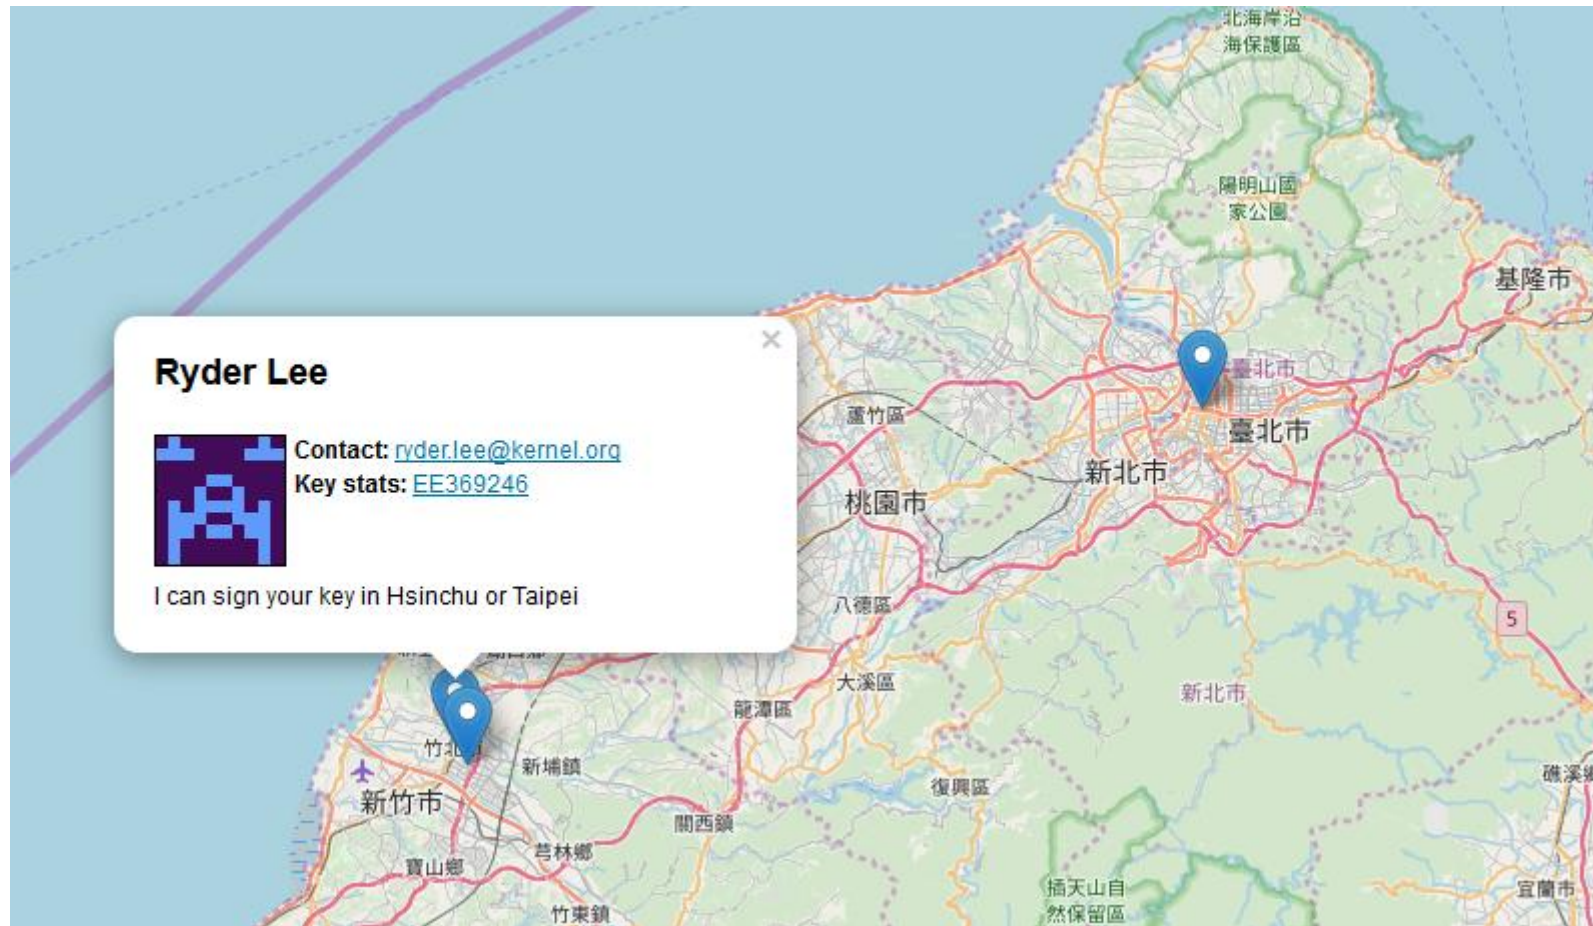 北海岸沿
海保護區
陽明山國
家公園
基隆市
Ryder Lee
×
臺北市
蘆竹區
臺北市
Contact: ryder.lee@kernel.org
Key stats: EE369246
新北市
桃園市
I can sign your key in Hsinchu or Taipei
八德區
5
大溪區
新北市
龍潭區
新埔鎮
復興區
新竹市
關西鎮
芎林鄉
寶山鄉
插天山自
然保留區
宜蘭市
竹東鎮